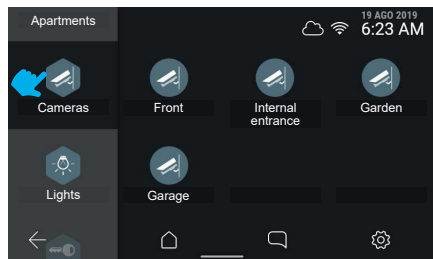 Apartments
19 AGO 2019
6:23 AM
Cameras
Front
Internal
entrance
Garden
Lights
Garage